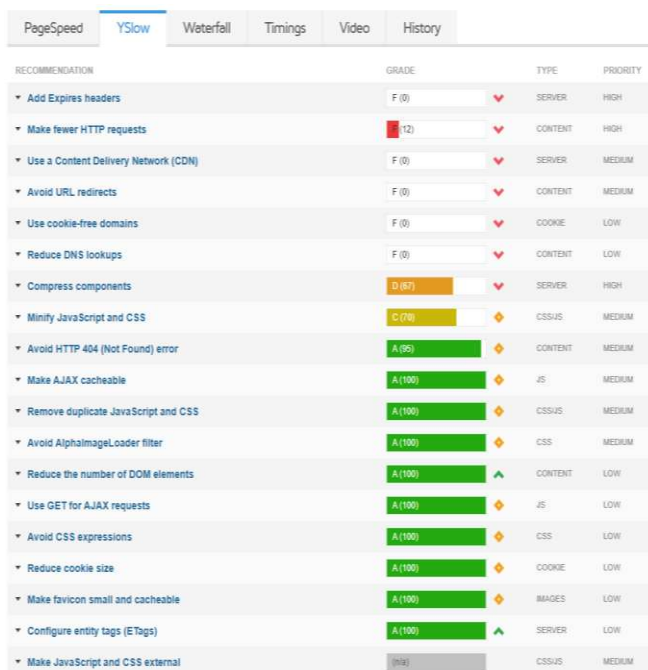 PageSpeed YSlow Waterfall Timings Video History
RECOMMENDATION GRADE TYPE PRIORITY
Add Expires headers F (0) SERVER HIGH
Make fewer HTTP requests F (12) CONTENT HIGH
Use a Content Delivery Network (CDN) F (0) SERVER MEDIUM
Avoid URL redirects F (0) CONTENT MEDIUM
Use cookie-free domains F (0) COOKIE LOW
Reduce DNS lookups F (0) CONTENT LOW
Compress components D (67) SERVER HIGH
Minify JavaScript and CSS C (70) CSS/JS MEDIUM
Avoid HTTP 404 (Not Found) error A (95) CONTENT MEDIUM
Make AJAX cacheable A (100) JS MEDIUM
Remove duplicate JavaScript and CSS A (100) CSS/JS MEDIUM
Avoid AlphaImageLoader filter A (100) CSS MEDIUM
Reduce the number of DOM elements A (100) CONTENT LOW
Use GET for AJAX requests A (100) JS LOW
Avoid CSS expressions A (100) CSS LOW
Reduce cookie size A (100) COOKIE LOW
Make favicon small and cacheable A (100) IMAGES LOW
Configure entity tags (ETags) A (100) SERVER LOW
Make JavaScript and CSS external (n/a) CSS/JS MEDIUM